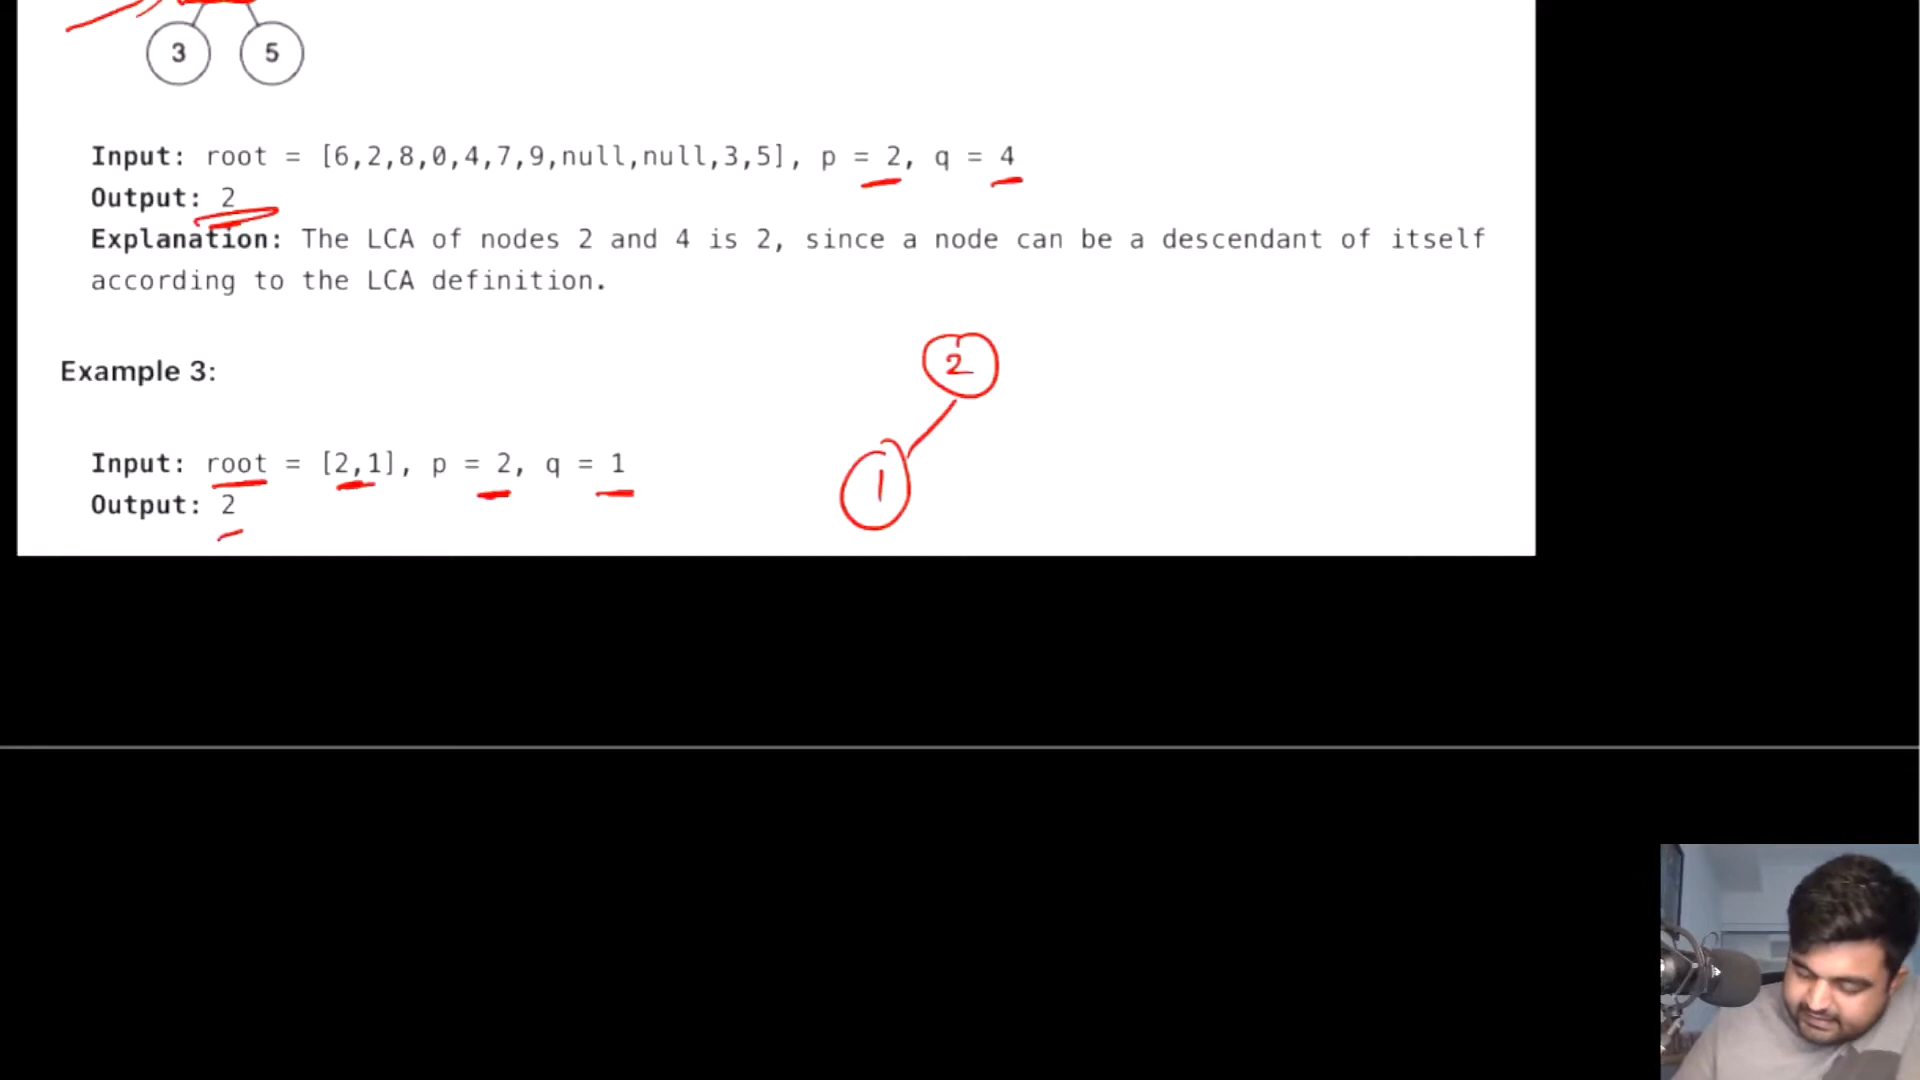 3 5
Input: root = [6,2,8,0,4,7,9,null,null,3,5], p = 2, q = 4
Output: 2
Explanation: The LCA of nodes 2 and 4 is 2, since a node can be a descendant of itself
according to the LCA definition.
2
Example 3:
Input: root = [2,1], p = 2, q = 1
1
Output: 2